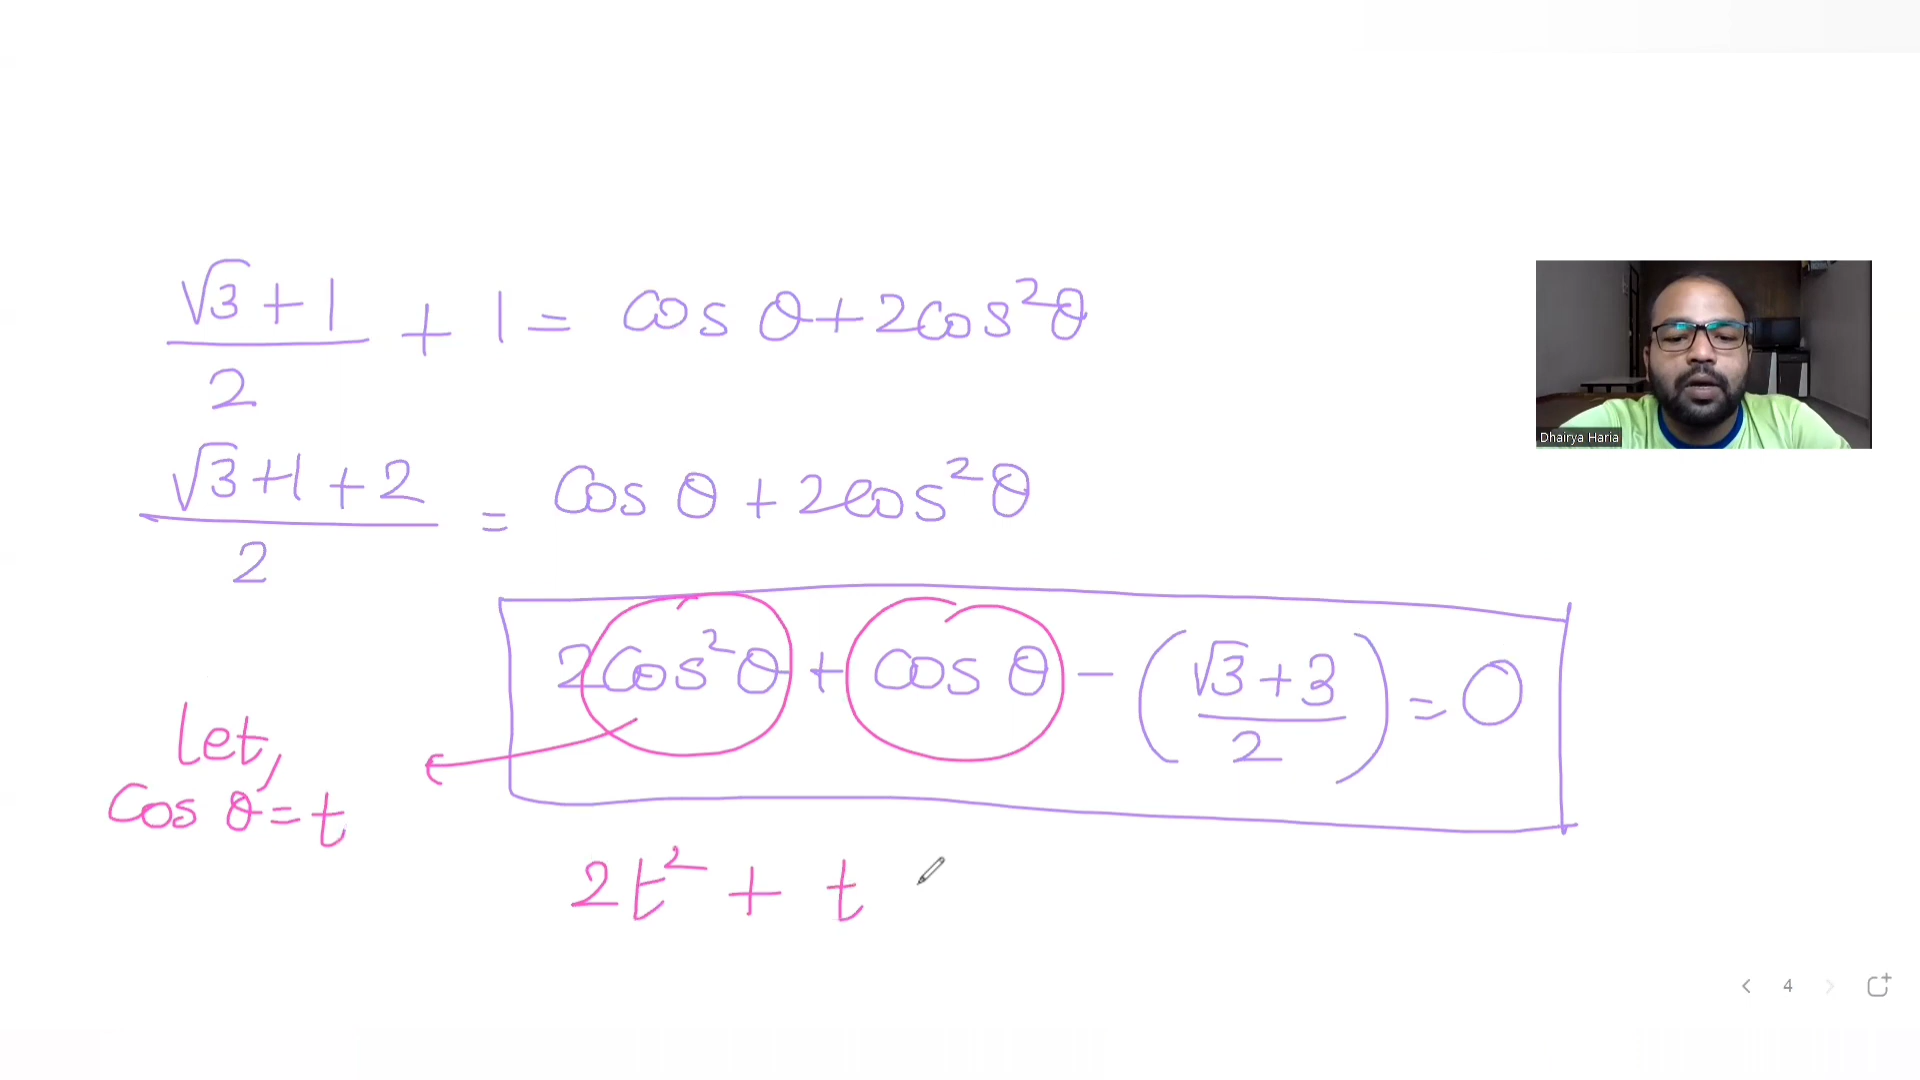 (√3+1)/2 + 1 = cos θ + 2cos²θ
(√3+1+2)/2 = cos θ + 2cos²θ
2cos²θ + cos θ - ((√3+3)/2) = 0
let,
cos θ = t
2t² + t
Dhairya Haria
4